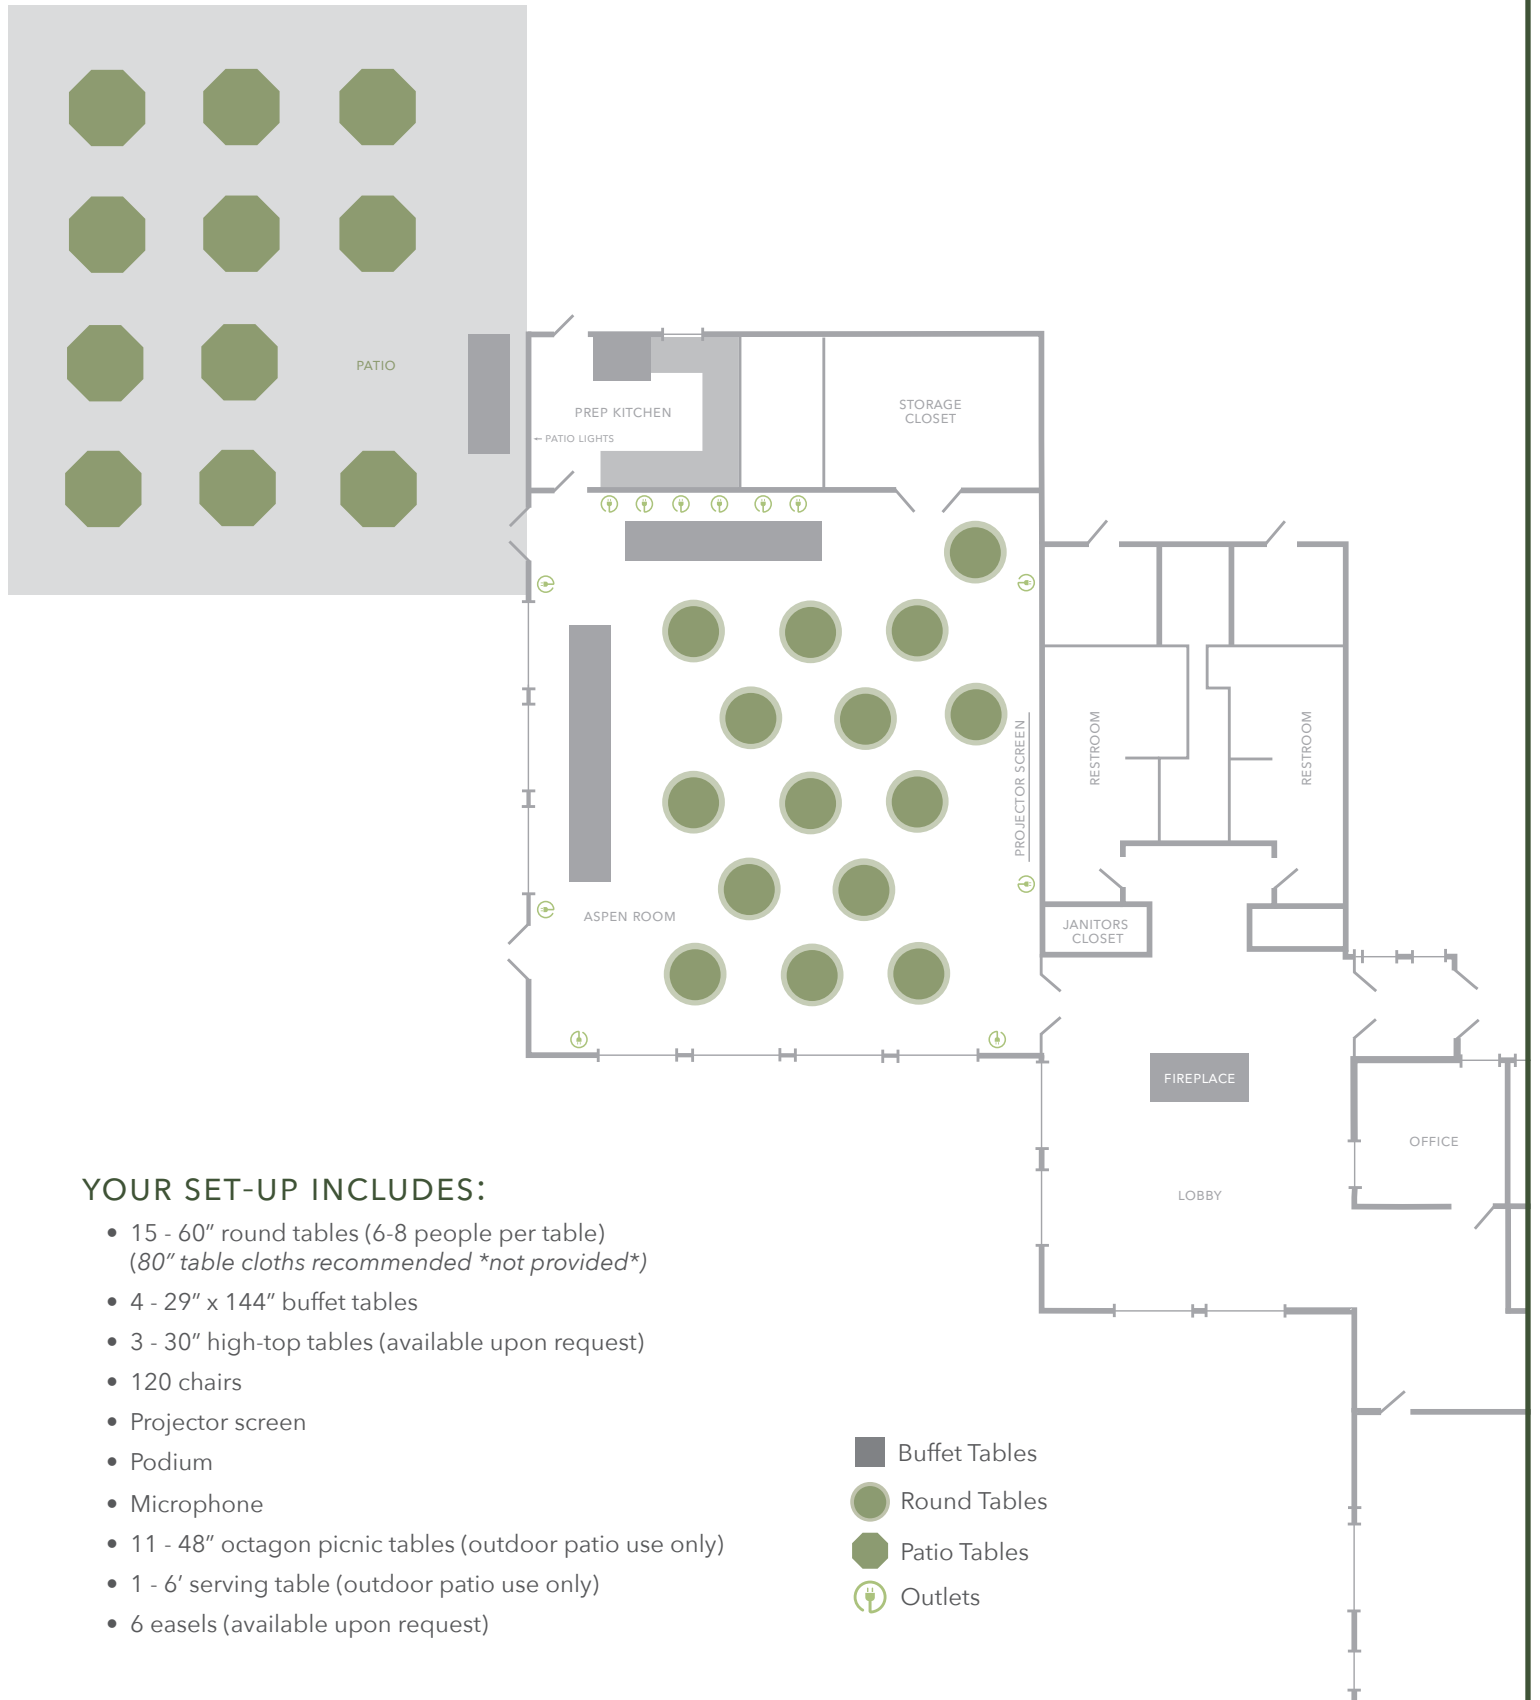 PATIO
PREP KITCHEN
← PATIO LIGHTS
STORAGE
CLOSET
RESTROOM
RESTROOM
PROJECTOR SCREEN
ASPEN ROOM
JANITORS
CLOSET
FIREPLACE
OFFICE
LOBBY
YOUR SET-UP INCLUDES:
• 15 - 60” round tables (6-8 people per table)
(80” table cloths recommended *not provided*)
• 4 - 29” x 144” buffet tables
• 3 - 30” high-top tables (available upon request)
• 120 chairs
• Projector screen
• Podium
• Microphone
• 11 - 48” octagon picnic tables (outdoor patio use only)
• 1 - 6’ serving table (outdoor patio use only)
• 6 easels (available upon request)
Buffet Tables
Round Tables
Patio Tables
Outlets